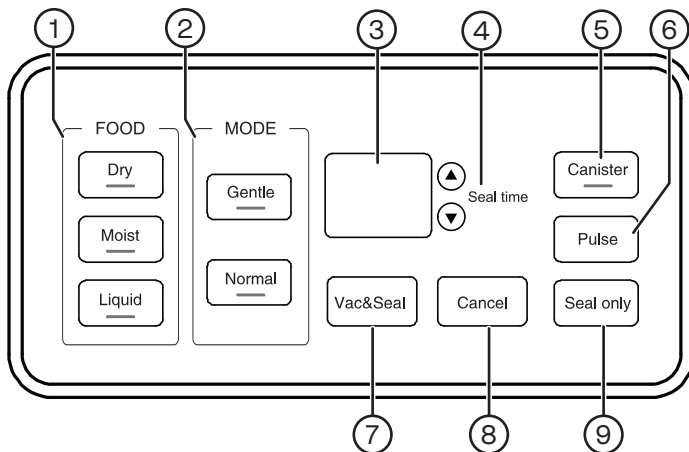 1 2 3 4 5 6
FOOD MODE
Dry Canister
Gentle Seal time
Moist Pulse
Normal
Liquid Vac&Seal Cancel Seal only
7 8 9